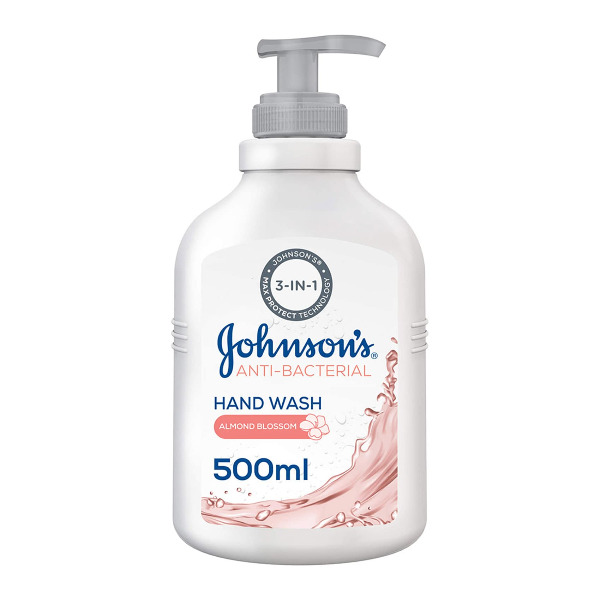 JOHNSON'S®
3-IN-1
MAX PROTECT TECHNOLOGY
Johnson's®
ANTI-BACTERIAL
HAND WASH
ALMOND BLOSSOM
500ml